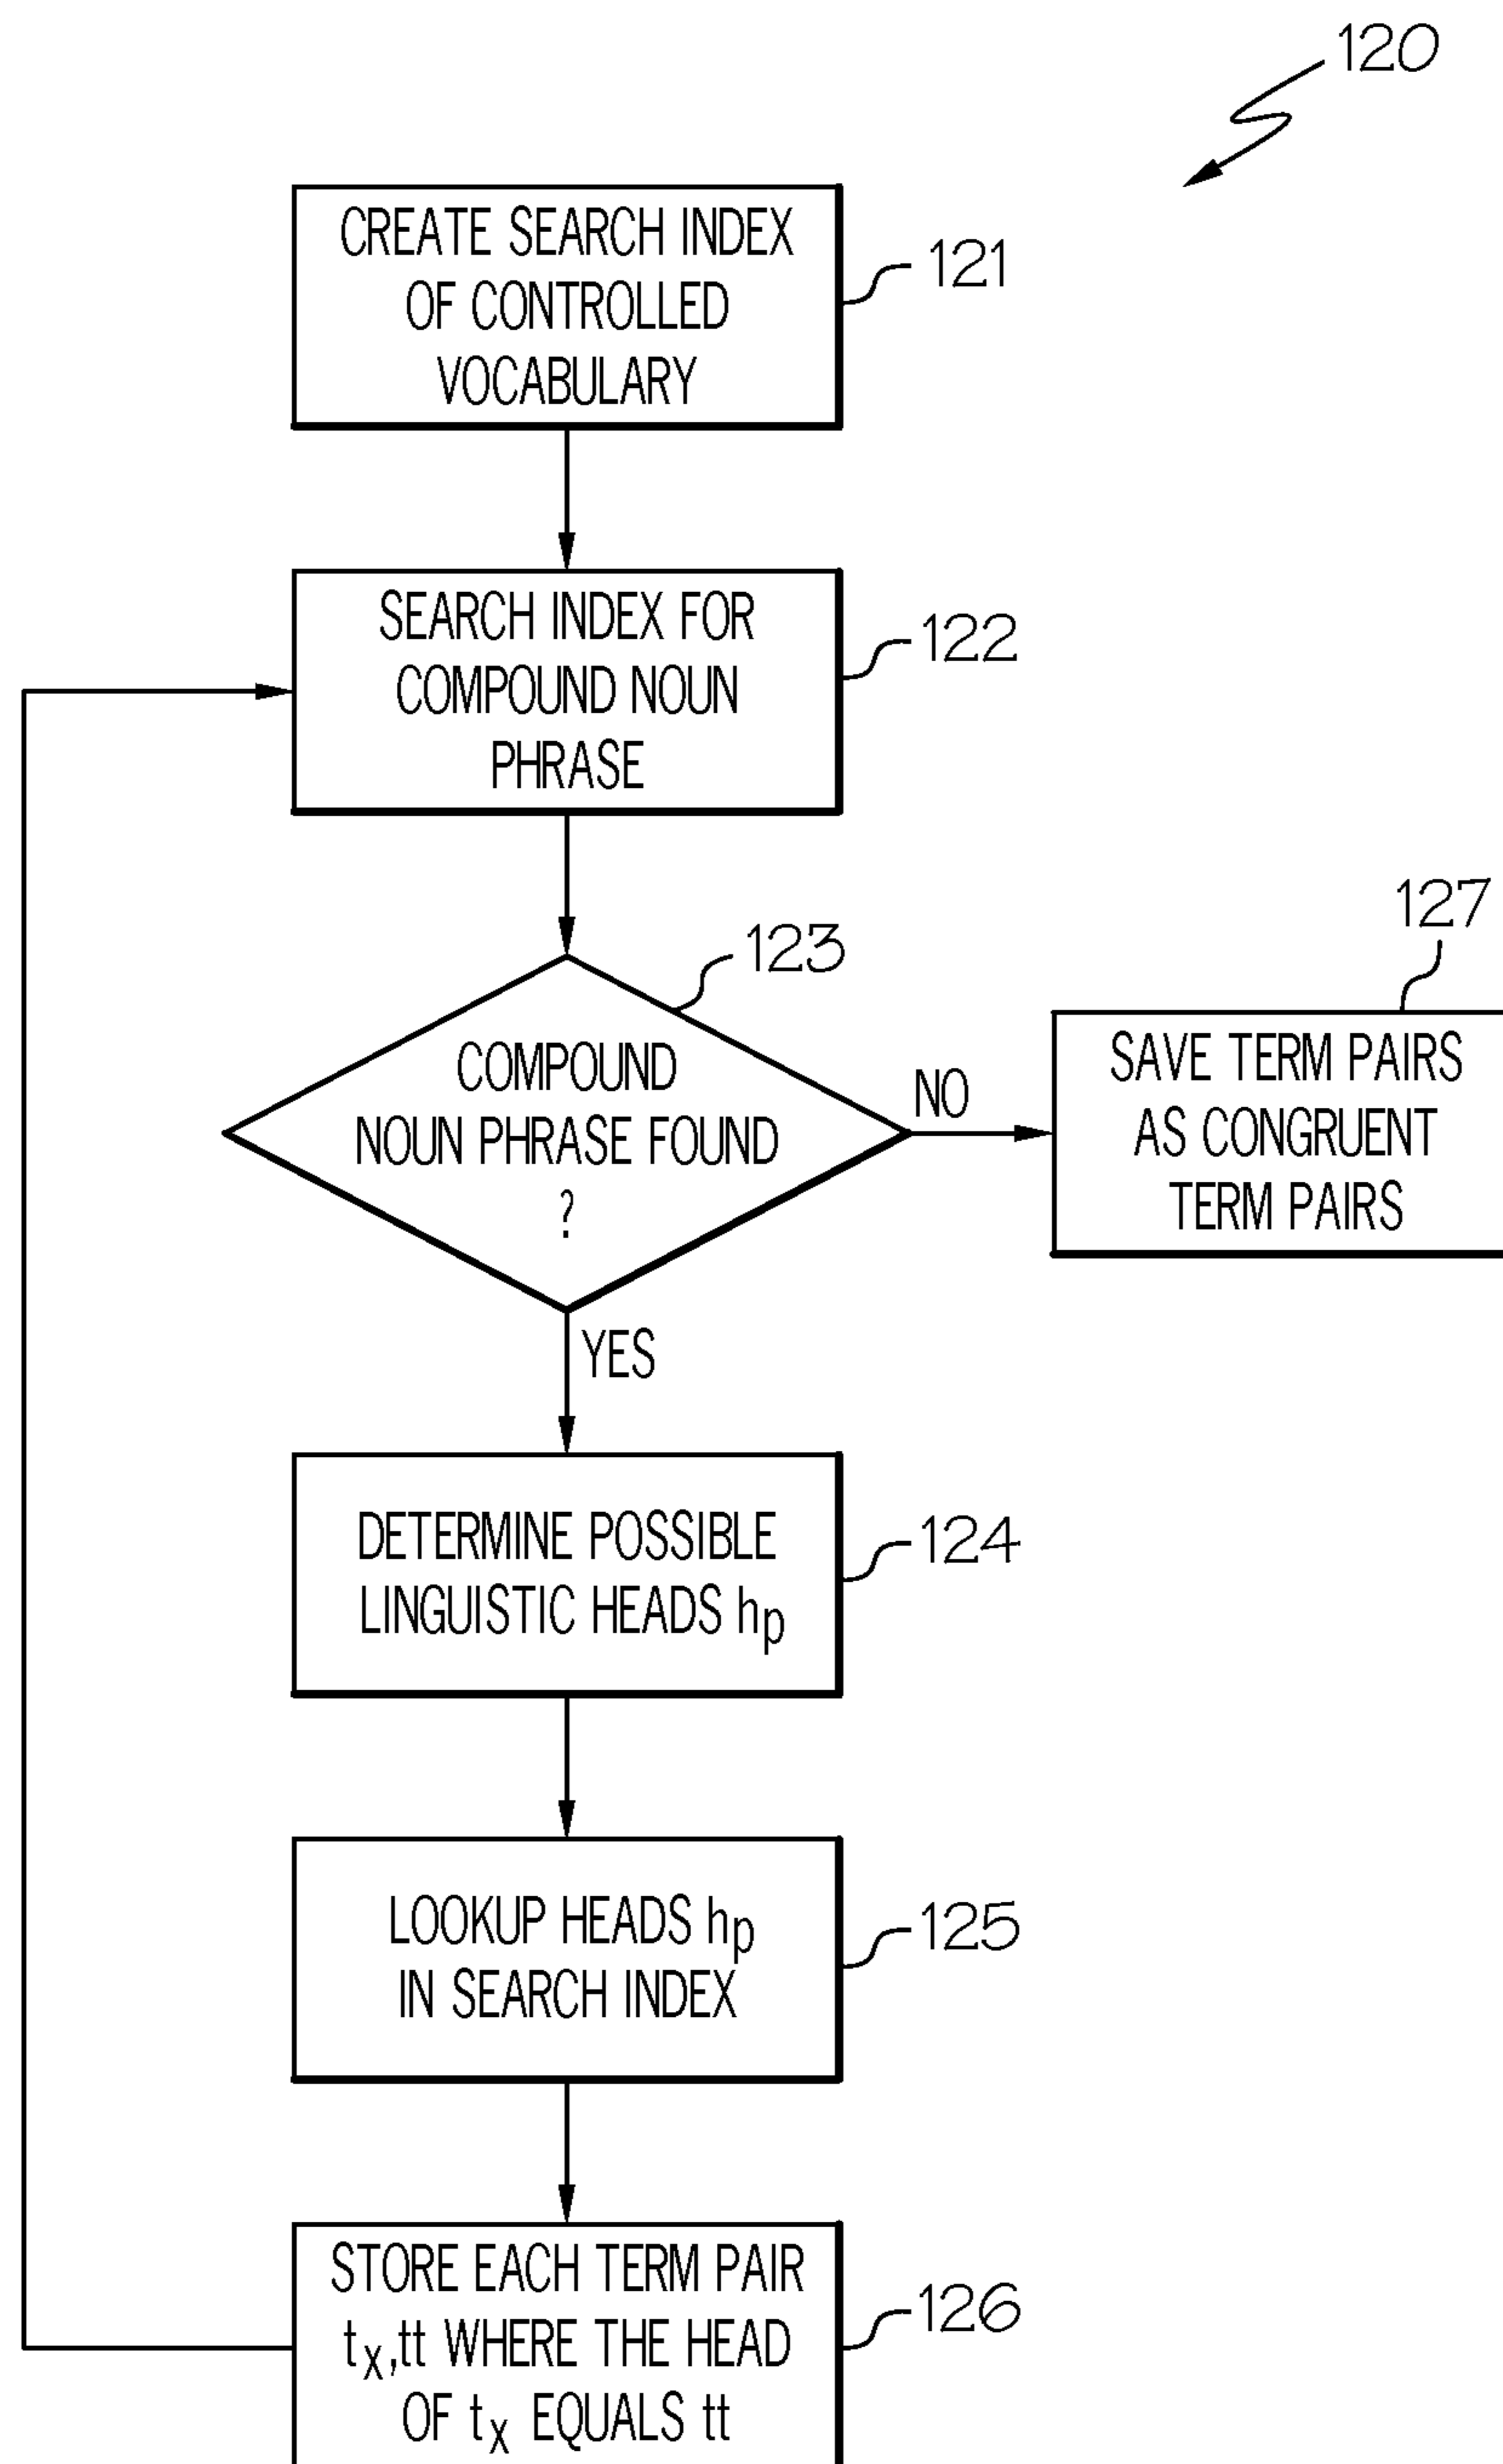 120
CREATE SEARCH INDEX
OF CONTROLLED
VOCABULARY
121
SEARCH INDEX FOR
COMPOUND NOUN
PHRASE
122
123
COMPOUND
NOUN PHRASE FOUND
?
NO
127
SAVE TERM PAIRS
AS CONGRUENT
TERM PAIRS
YES
DETERMINE POSSIBLE
LINGUISTIC HEADS hp
124
LOOKUP HEADS hp
IN SEARCH INDEX
125
STORE EACH TERM PAIR
tx,tt WHERE THE HEAD
OF tx EQUALS tt
126